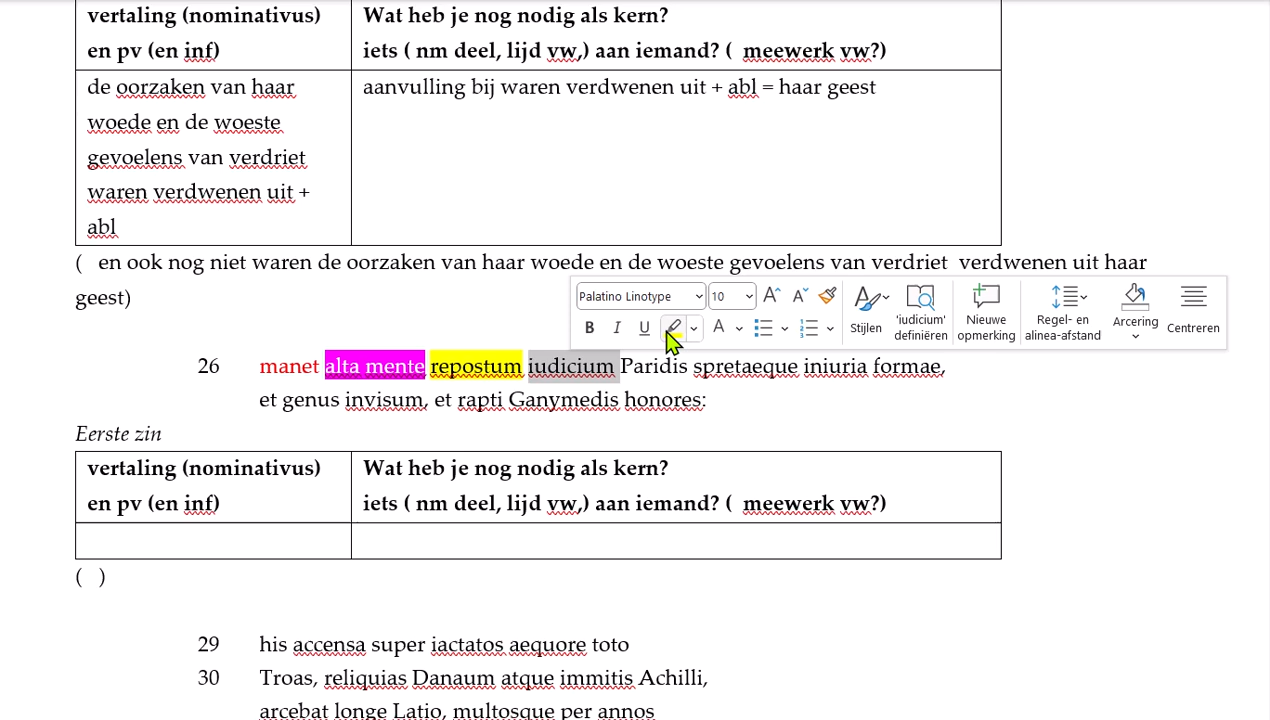 vertaling (nominativus)
en pv (en inf)
Wat heb je nog nodig als kern?
iets ( nm deel, lijd vw,) aan iemand? (  meewerk vw?)
de oorzaken van haar
woede en de woeste
gevoelens van verdriet
waren verdwenen uit +
abl
aanvulling bij waren verdwenen uit + abl = haar geest
(  en ook nog niet waren de oorzaken van haar woede en de woeste gevoelens van verdriet  verdwenen uit haar
geest)
Palatino Linotype 10 A A
B I U A
Stijlen
'iudicium' definiëren
Nieuwe opmerking
Regel- en alinea-afstand
Arcering
Centreren
26 manet alta mente repostum iudicium Paridis spretaeque iniuria formae,
et genus invisum, et rapti Ganymedis honores:
Eerste zin
vertaling (nominativus)
en pv (en inf)
Wat heb je nog nodig als kern?
iets ( nm deel, lijd vw,) aan iemand? (  meewerk vw?)
(  )
29 his accensa super iactatos aequore toto
30 Troas, reliquias Danaum atque immitis Achilli,
arcebat longe Latio, multosque per annos